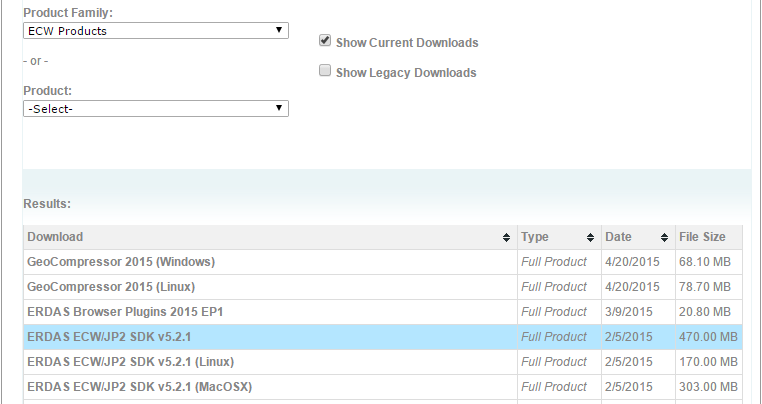 Product Family:
ECW Products
Show Current Downloads
- or -
Show Legacy Downloads
Product:
-Select-
Results:
Download Type Date File Size
GeoCompressor 2015 (Windows) Full Product 4/20/2015 68.10 MB
GeoCompressor 2015 (Linux) Full Product 4/20/2015 78.70 MB
ERDAS Browser Plugins 2015 EP1 Full Product 3/9/2015 20.80 MB
ERDAS ECW/JP2 SDK v5.2.1 Full Product 2/5/2015 470.00 MB
ERDAS ECW/JP2 SDK v5.2.1 (Linux) Full Product 2/5/2015 170.00 MB
ERDAS ECW/JP2 SDK v5.2.1 (MacOSX) Full Product 2/5/2015 303.00 MB